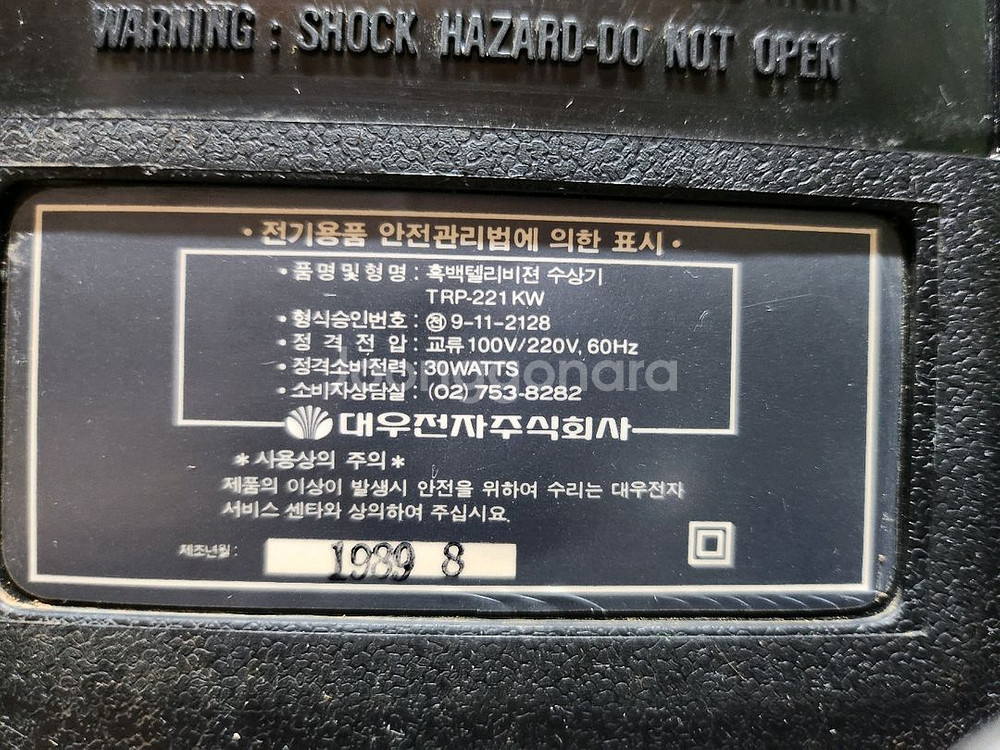 WARNING : SHOCK HAZARD-DO NOT OPEN
• 전기용품 안전관리법에 의한 표시 •
• 품명및형명 : 흑백텔리비젼 수상기
TRP-221KW
• 형식승인번호 : ㉝ 9-11-2128
• 정 격 전 압 : 교류 100V/220V, 60Hz
• 정격소비전력 : 30WATTS
• 소비자상담실 : (02) 753-8282
대우전자주식회사
*사용상의 주의*
제품의 이상이 발생시 안전을 위하여 수리는 대우전자
서비스 센타와 상의하여 주십시요.
제조년월 : 1989 8
joonggonara